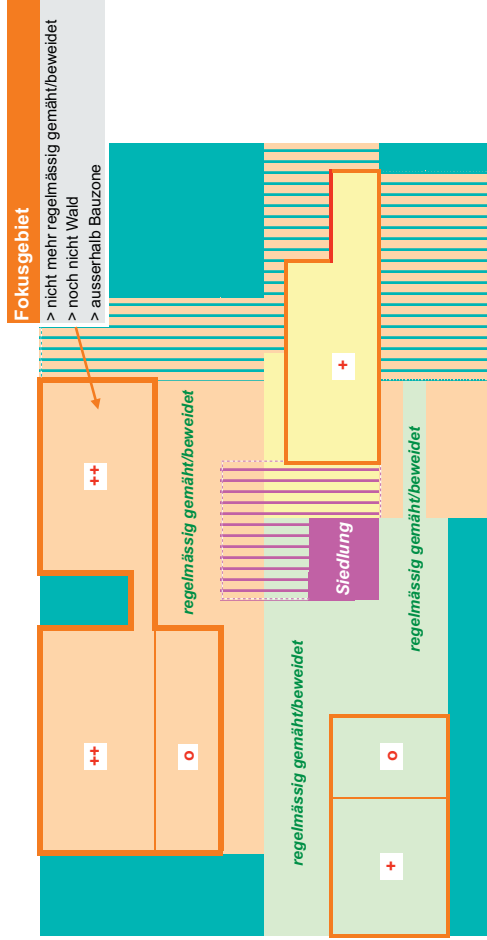 Fokusgebiet
> nicht mehr regelmässig gemäht/beweidet
> noch nicht Wald
> ausserhalb Bauzone
++
++
o
regelmässig gemäht/beweidet
regelmässig gemäht/beweidet
Siedlung
+
regelmässig gemäht/beweidet
o
+